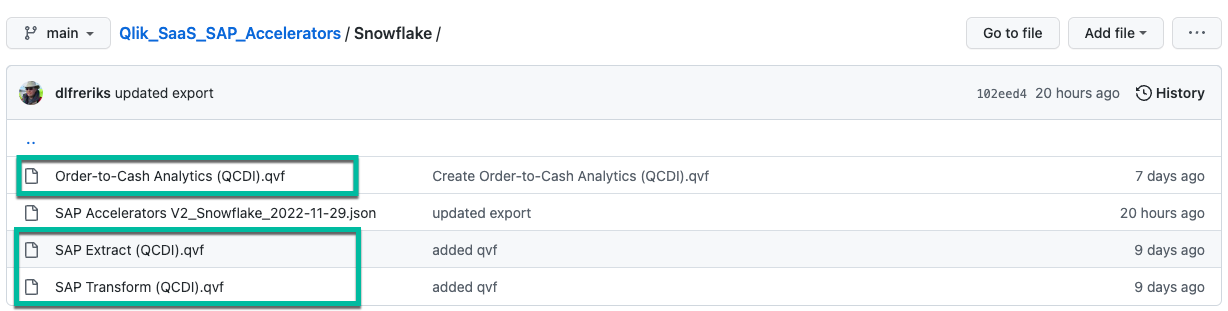 main Qlik_SaaS_SAP_Accelerators / Snowflake / Go to file Add file ...
dlfreriks updated export 102eed4 20 hours ago History
..
Order-to-Cash Analytics (QCDI).qvf Create Order-to-Cash Analytics (QCDI).qvf 7 days ago
SAP Accelerators V2_Snowflake_2022-11-29.json updated export 20 hours ago
SAP Extract (QCDI).qvf added qvf 9 days ago
SAP Transform (QCDI).qvf added qvf 9 days ago